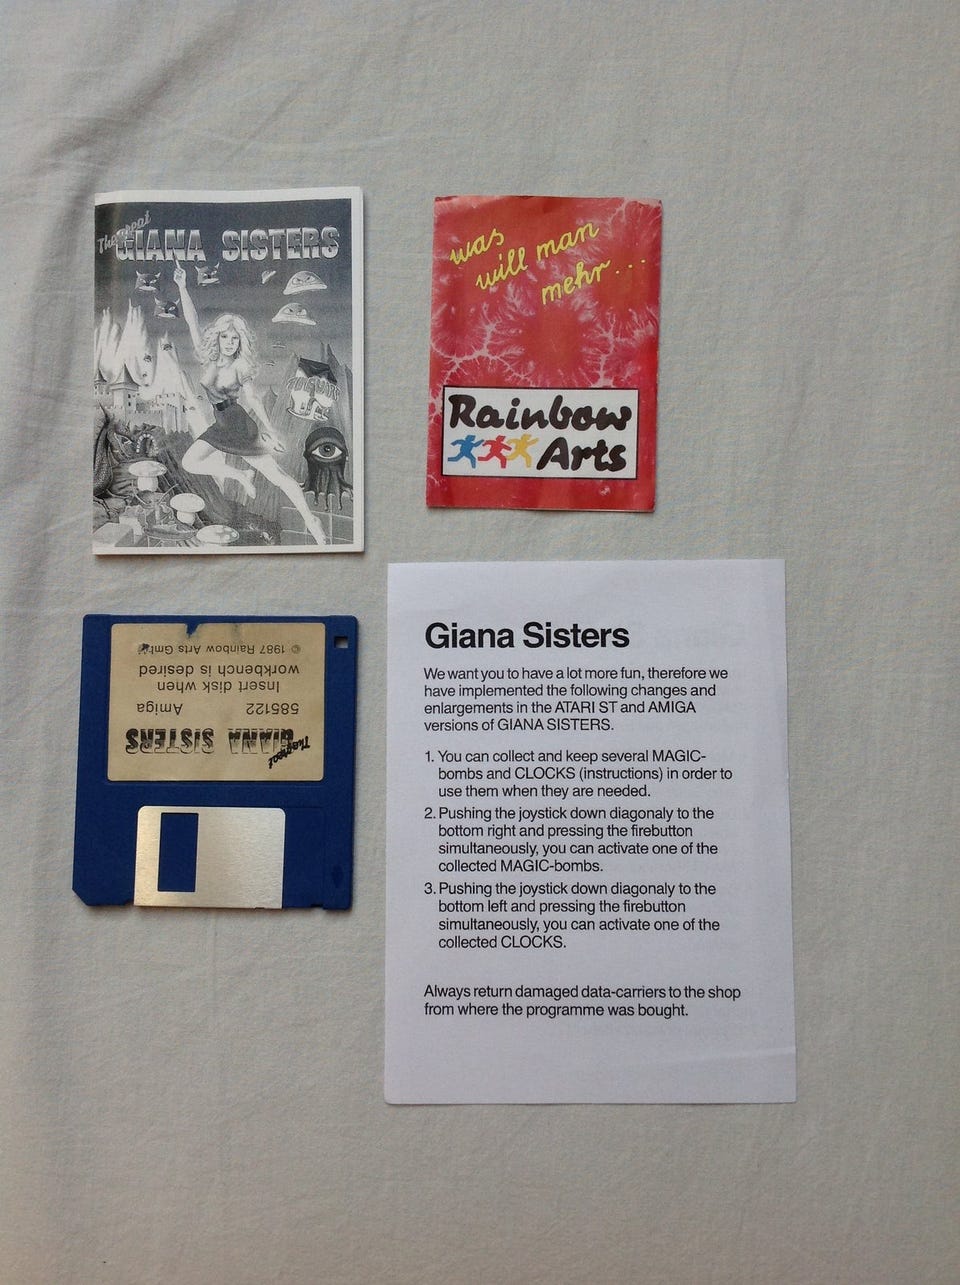 The Great
GIANA SISTERS
was
will man
mehr...
Rainbow
Arts
The Great
GIANA SISTERS
585122 Amiga
Insert disk when
workbench is desired
© 1987 Rainbow Arts GmbH
Giana Sisters
We want you to have a lot more fun, therefore we
have implemented the following changes and
enlargements in the ATARI ST and AMIGA
versions of GIANA SISTERS.
1. You can collect and keep several MAGIC-
bombs and CLOCKS (instructions) in order to
use them when they are needed.
2. Pushing the joystick down diagonaly to the
bottom right and pressing the firebutton
simultaneously, you can activate one of the
collected MAGIC-bombs.
3. Pushing the joystick down diagonaly to the
bottom left and pressing the firebutton
simultaneously, you can activate one of the
collected CLOCKS.
Always return damaged data-carriers to the shop
from where the programme was bought.